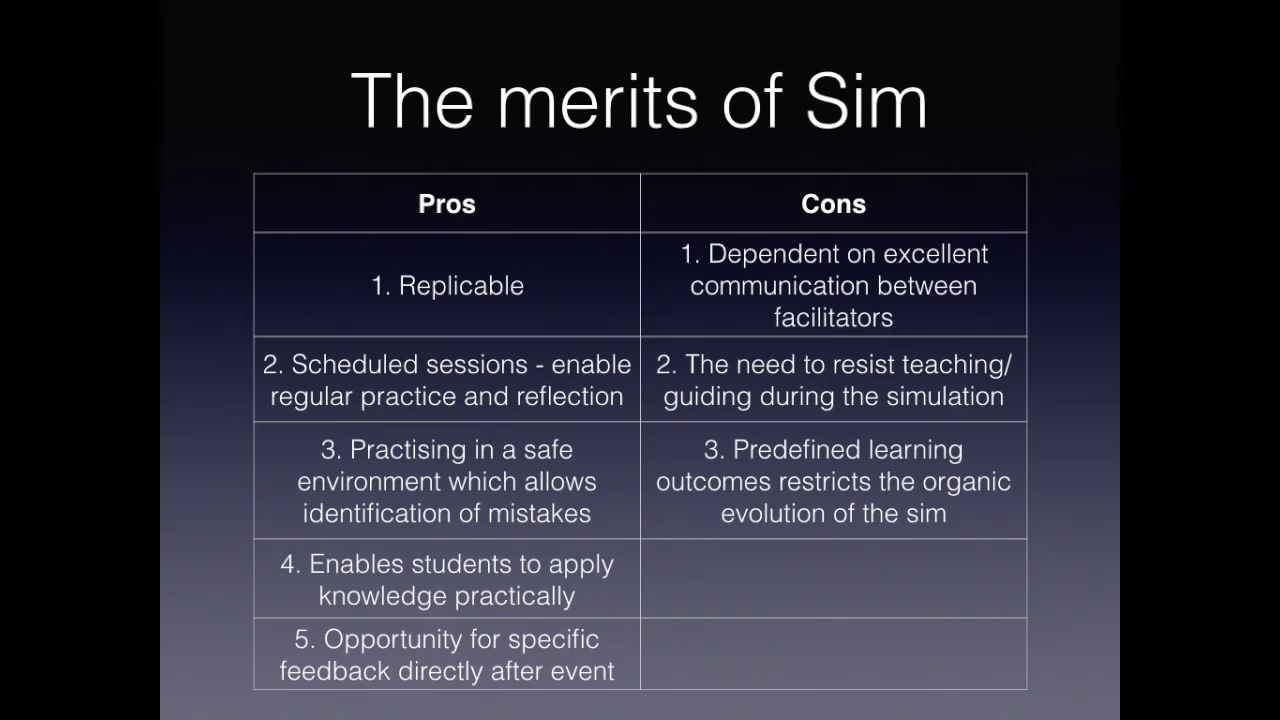 The merits of Sim
Pros
Cons
1. Replicable
1. Dependent on excellent
communication between
facilitators
2. Scheduled sessions - enable
regular practice and reflection
2. The need to resist teaching/
guiding during the simulation
3. Practising in a safe
environment which allows
identification of mistakes
3. Predefined learning
outcomes restricts the organic
evolution of the sim
4. Enables students to apply
knowledge practically
5. Opportunity for specific
feedback directly after event